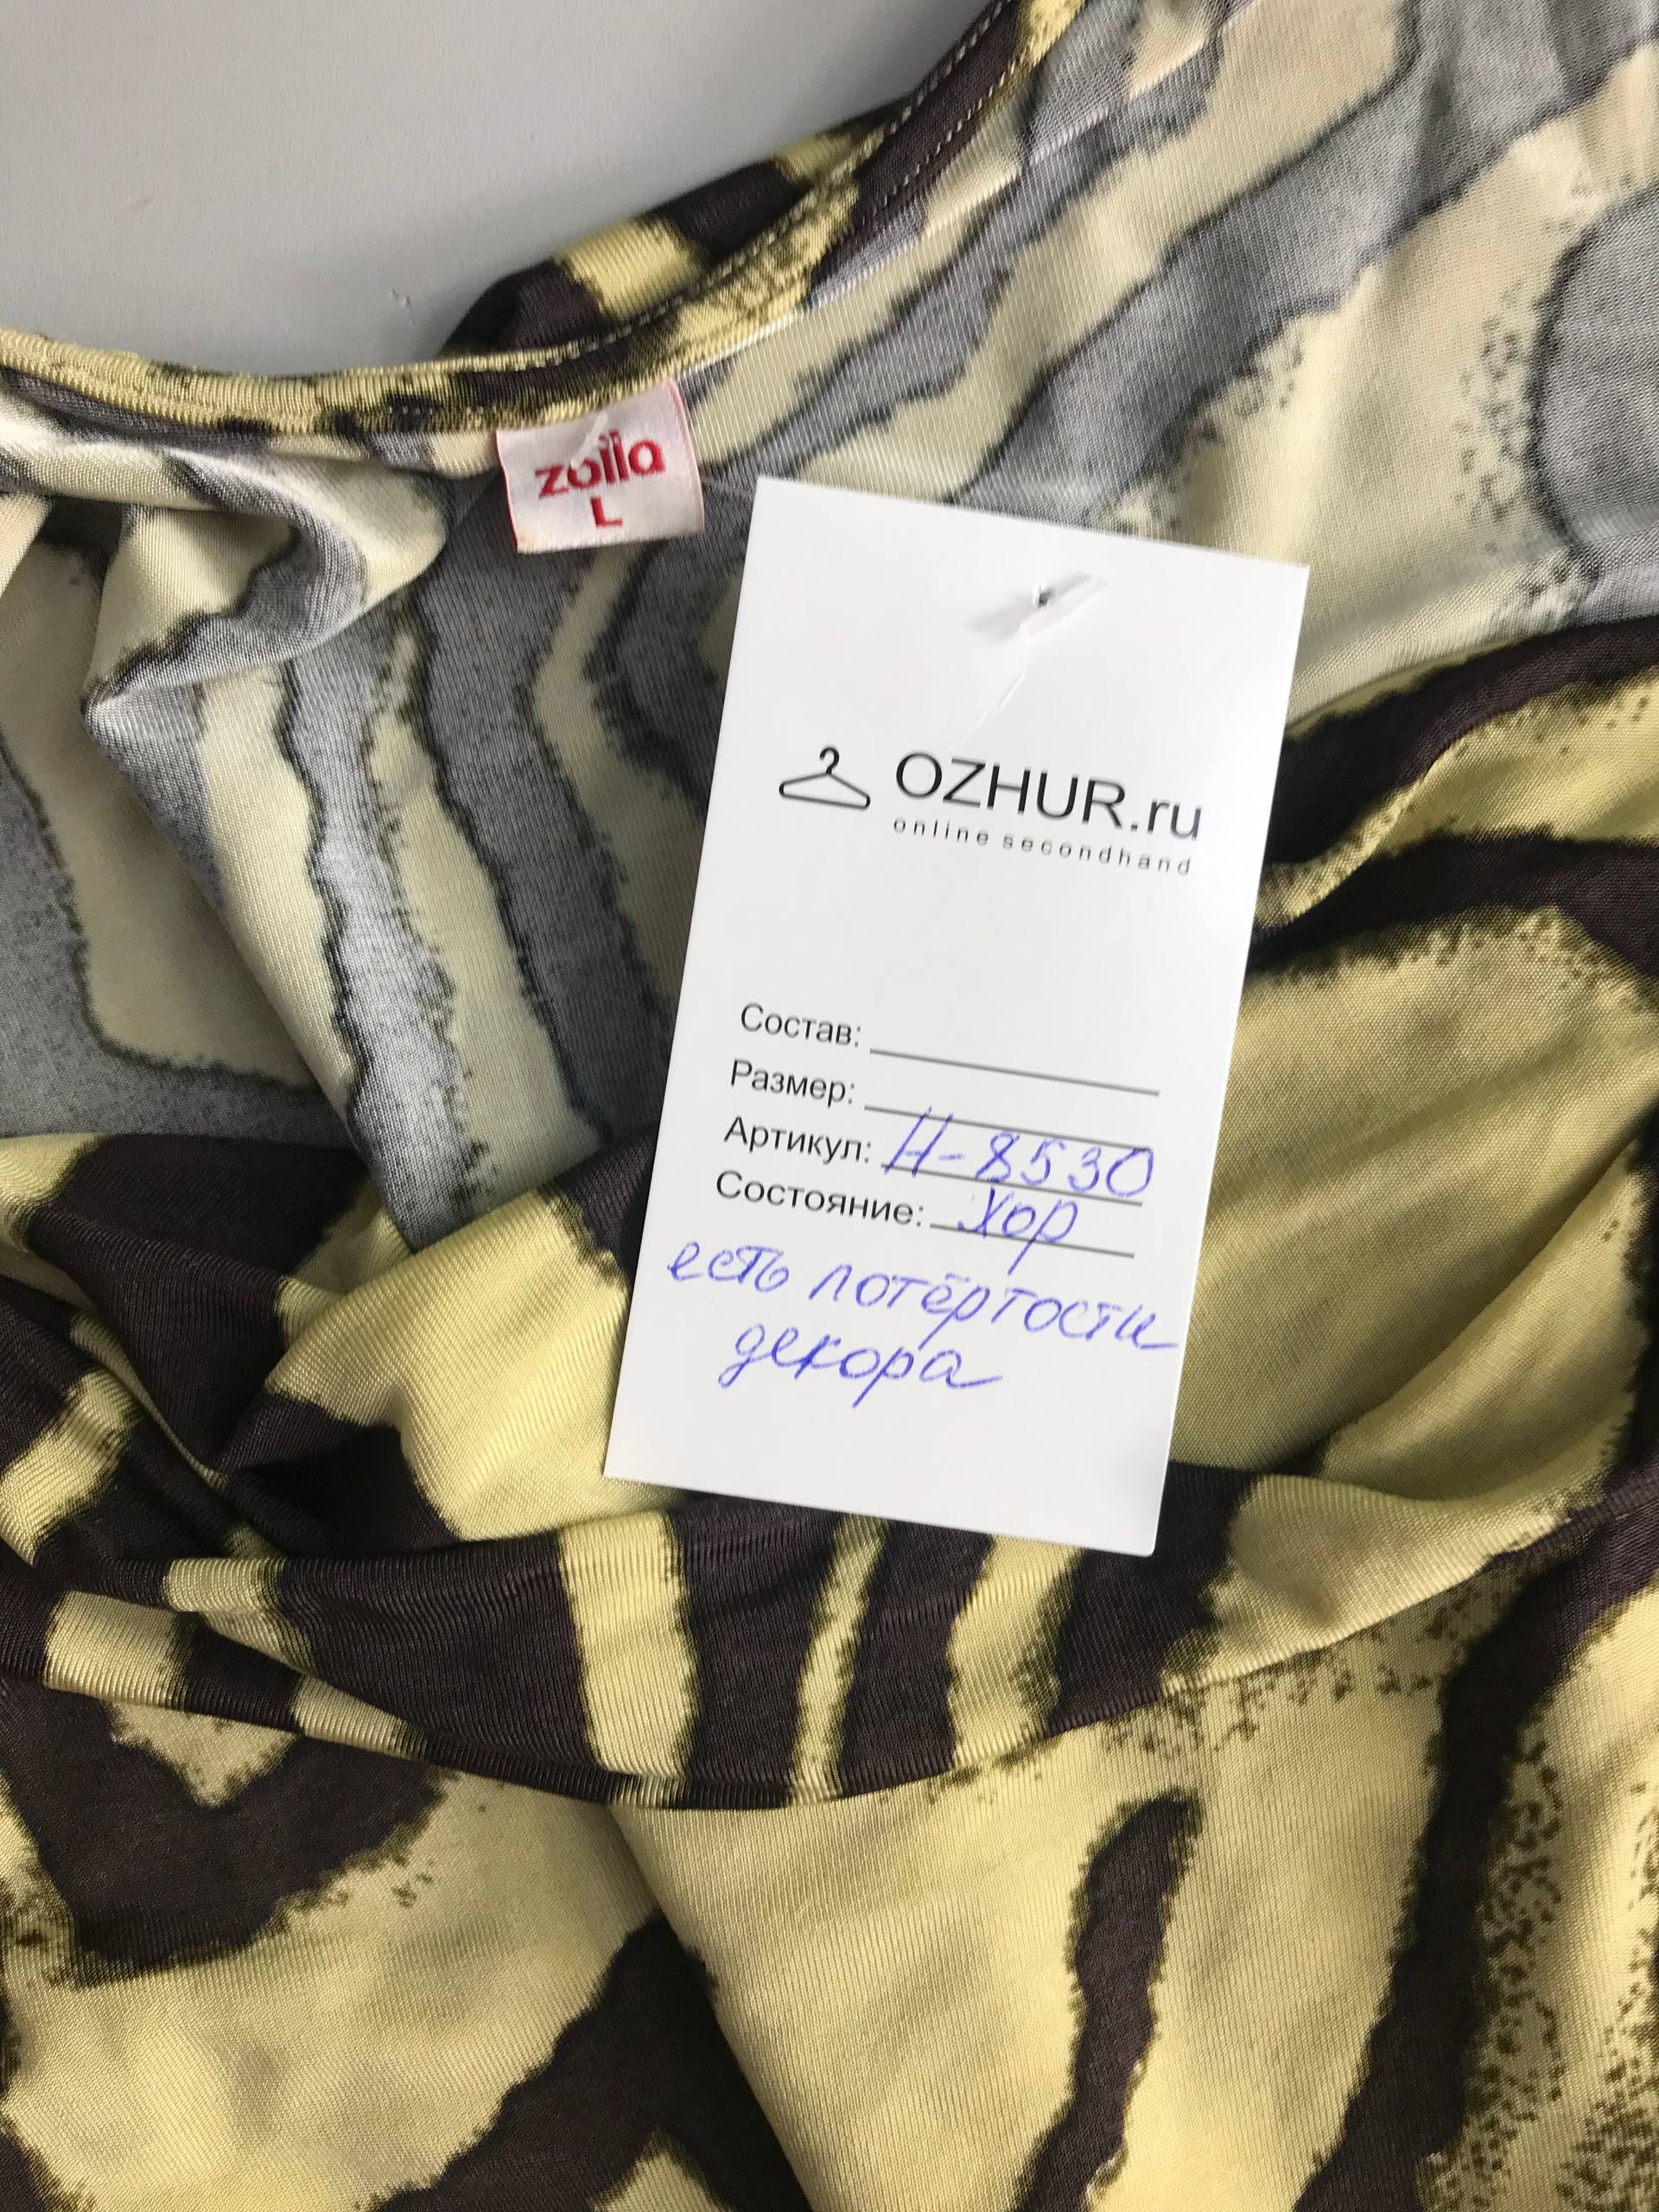 zolla
L
OZHUR.ru
online secondhand
Состав:
Размер:
Артикул: Н-8530
Состояние: Хор
есть потёртости
декора